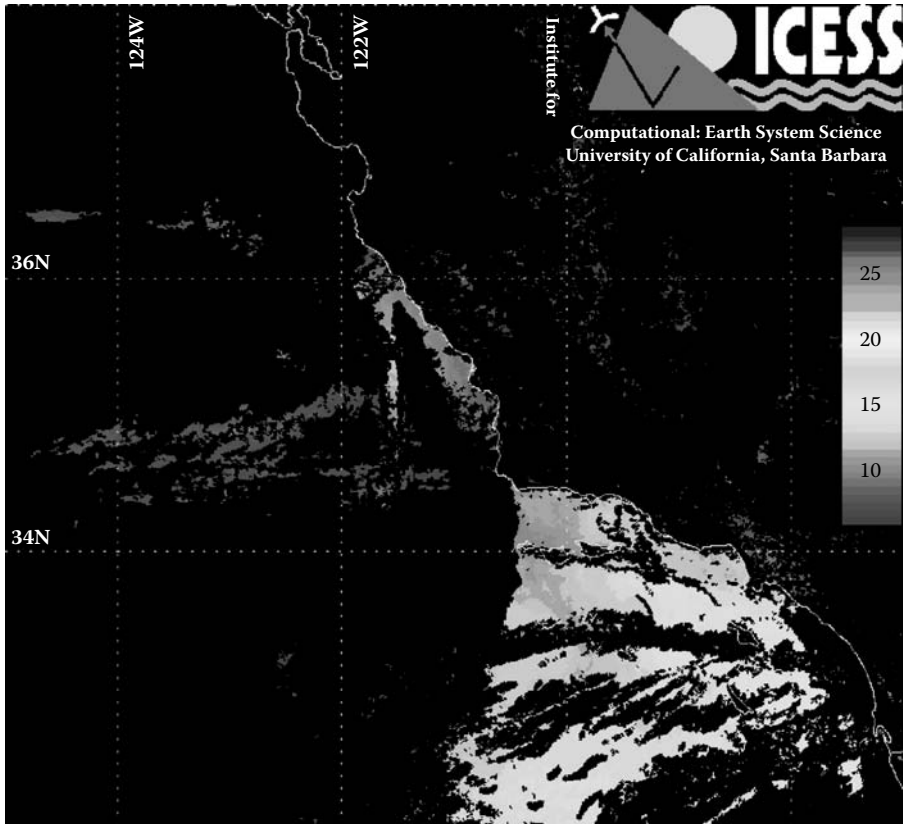 124W
122W
Institute for
ICESS
Computational: Earth System Science
University of California, Santa Barbara
36N
25
20
15
10
34N